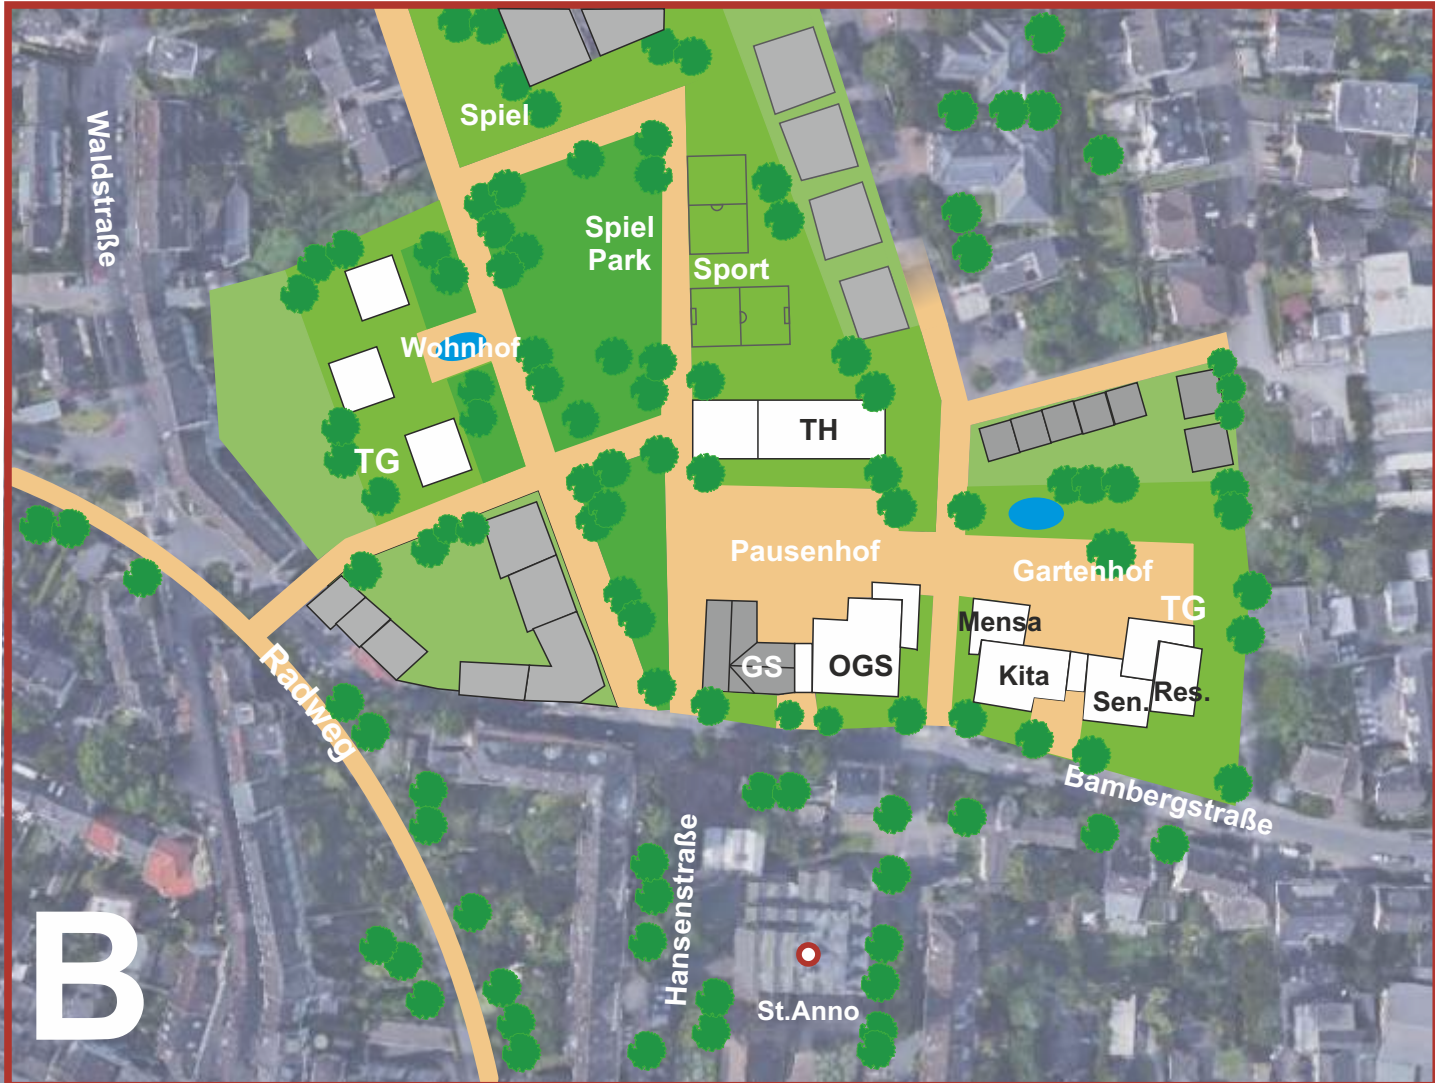 Waldstraße
Spiel
Spiel
Park
Sport
Wohnhof
TH
TG
Pausenhof
Gartenhof
TG
Mensa
GS
OGS
Kita
Sen.
Res.
Radweg
Bambergstraße
Hansenstraße
B
St.Anno